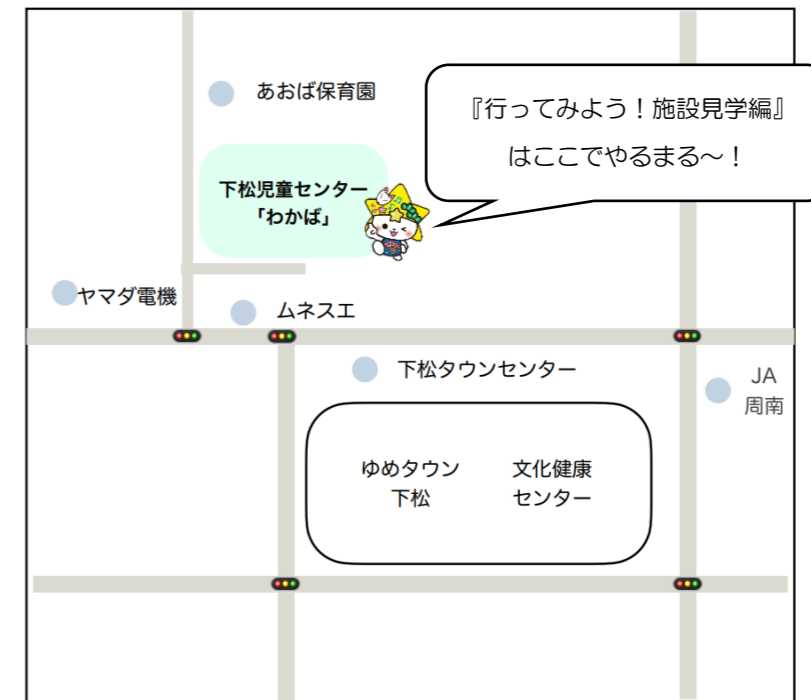 あおば保育園
『行ってみよう！施設見学編』
はここでやるまる～！
下松児童センター
「わかば」
ヤマダ電機
ムネスエ
下松タウンセンター
JA
周南
ゆめタウン
下松
文化健康
センター